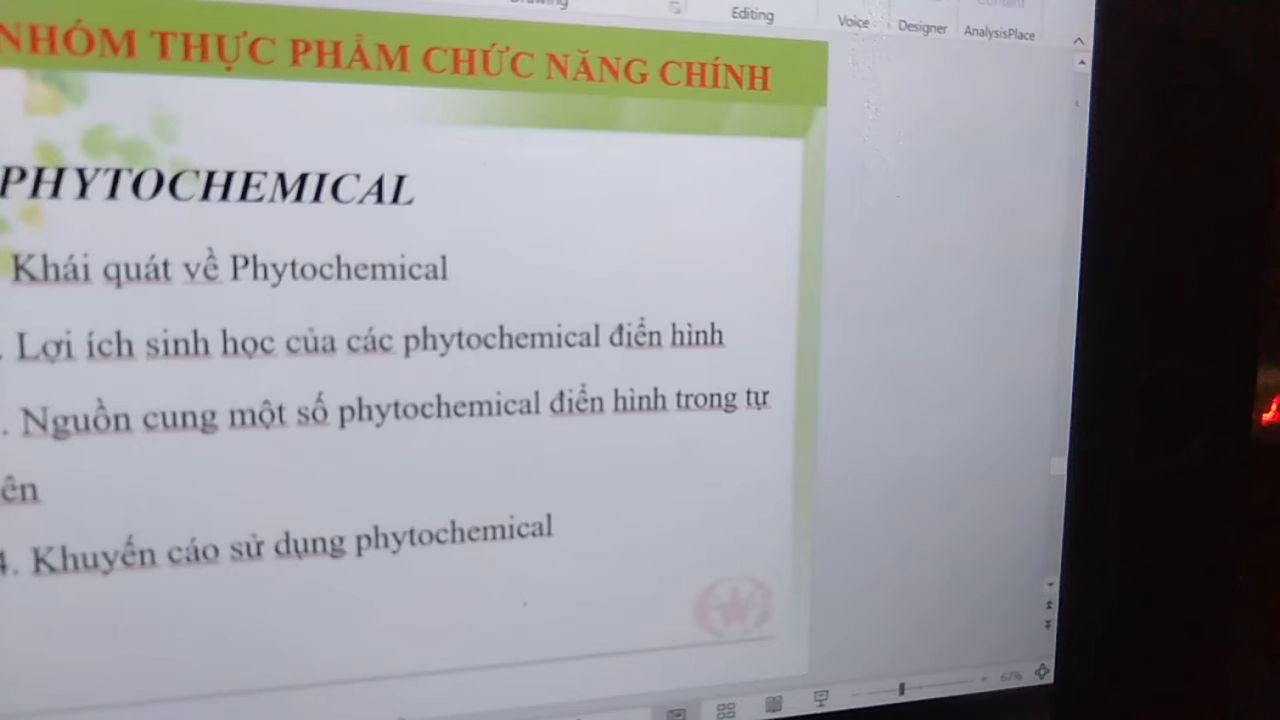 Editing
Voice
Designer
AnalysisPlace
NHÓM THỰC PHẨM CHỨC NĂNG CHÍNH
PHYTOCHEMICAL
Khái quát về Phytochemical
. Lợi ích sinh học của các phytochemical điển hình
. Nguồn cung một số phytochemical điển hình trong tự
ên
4. Khuyến cáo sử dụng phytochemical
67%